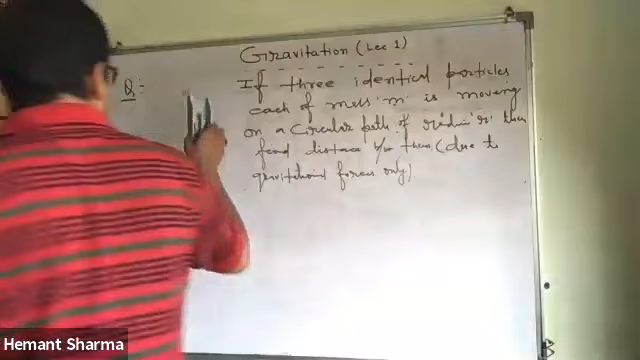 Gravitation (Lec 1)
Q:-
If three identical particles
each of mass 'm' is moving
on a circular path of radius 'r' then
find distance b/w them (due to
gravitational forces only)
Hemant Sharma